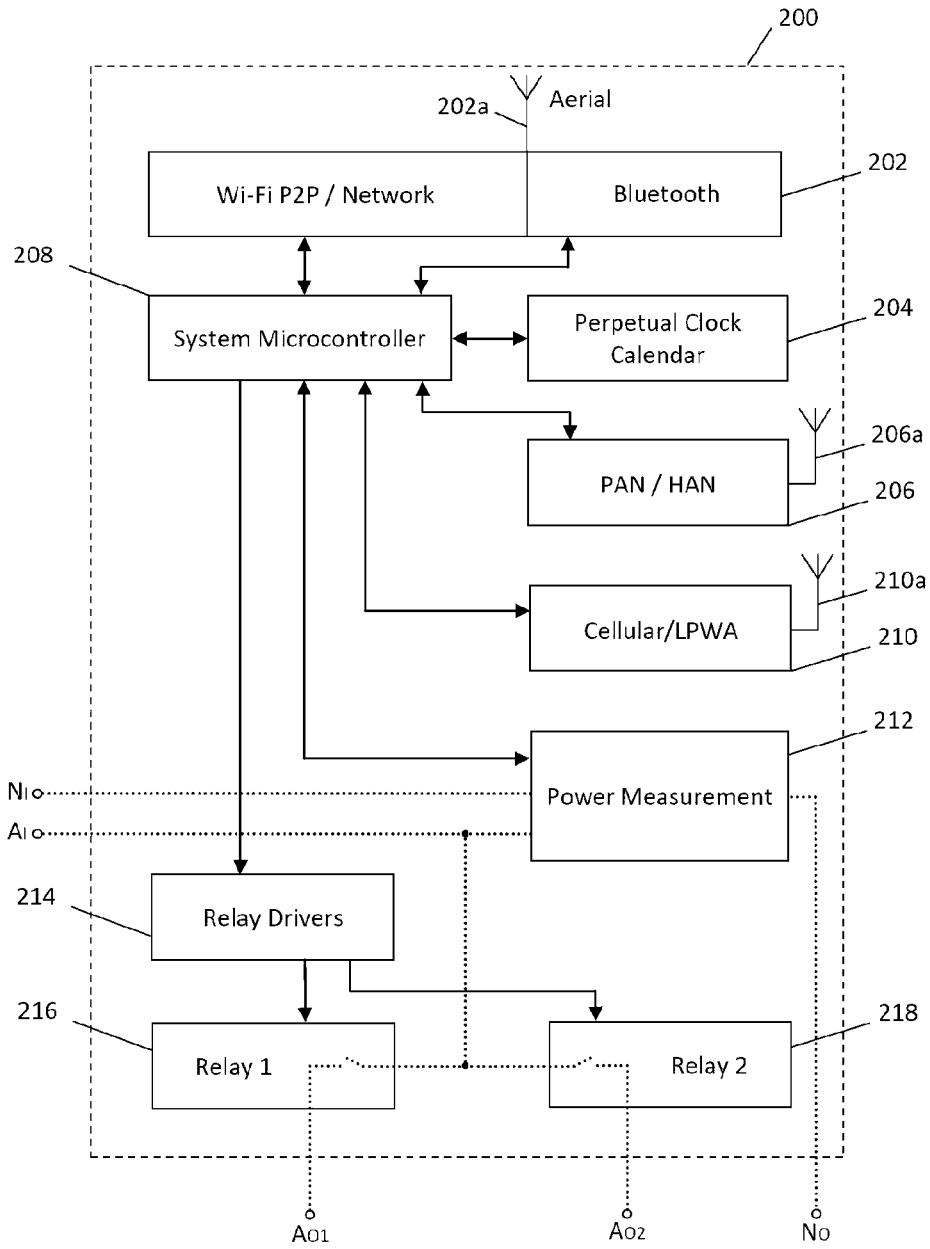 200
202a
Aerial
202
Wi-Fi P2P / Network
Bluetooth
208
System Microcontroller
Perpetual Clock
Calendar
204
206a
PAN / HAN
206
210a
Cellular/LPWA
210
212
NI
Power Measurement
AI
214
Relay Drivers
216
218
Relay 1
Relay 2
AO1
AO2
NO